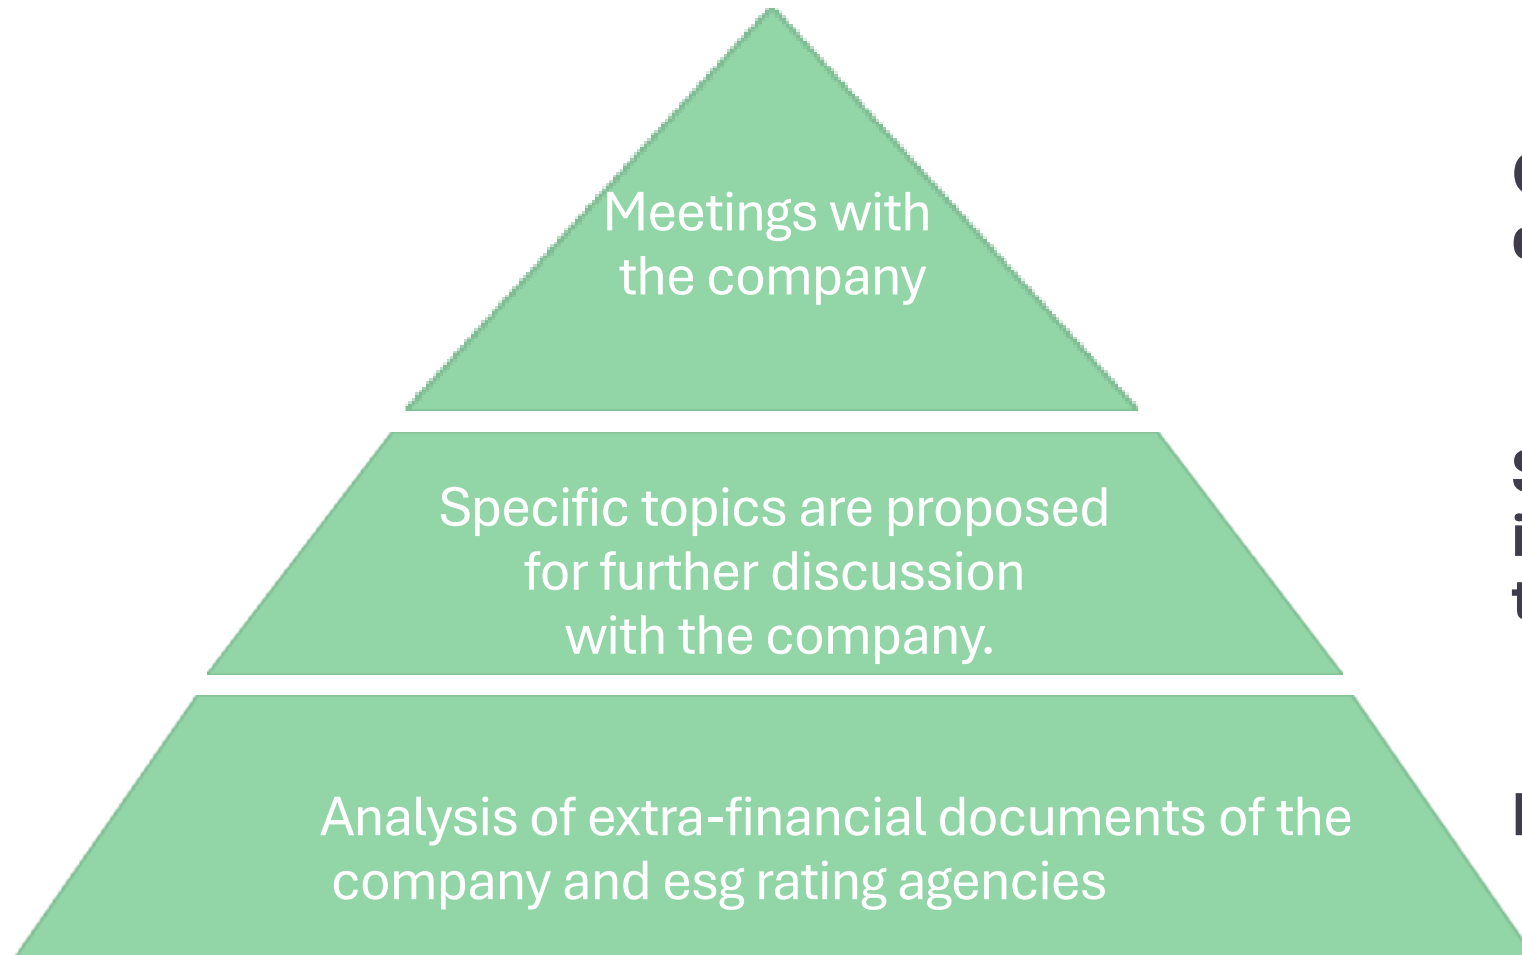 Meetings with
the company
Specific topics are proposed
for further discussion
with the company.
Analysis of extra-financial documents of the
company and esg rating agencies